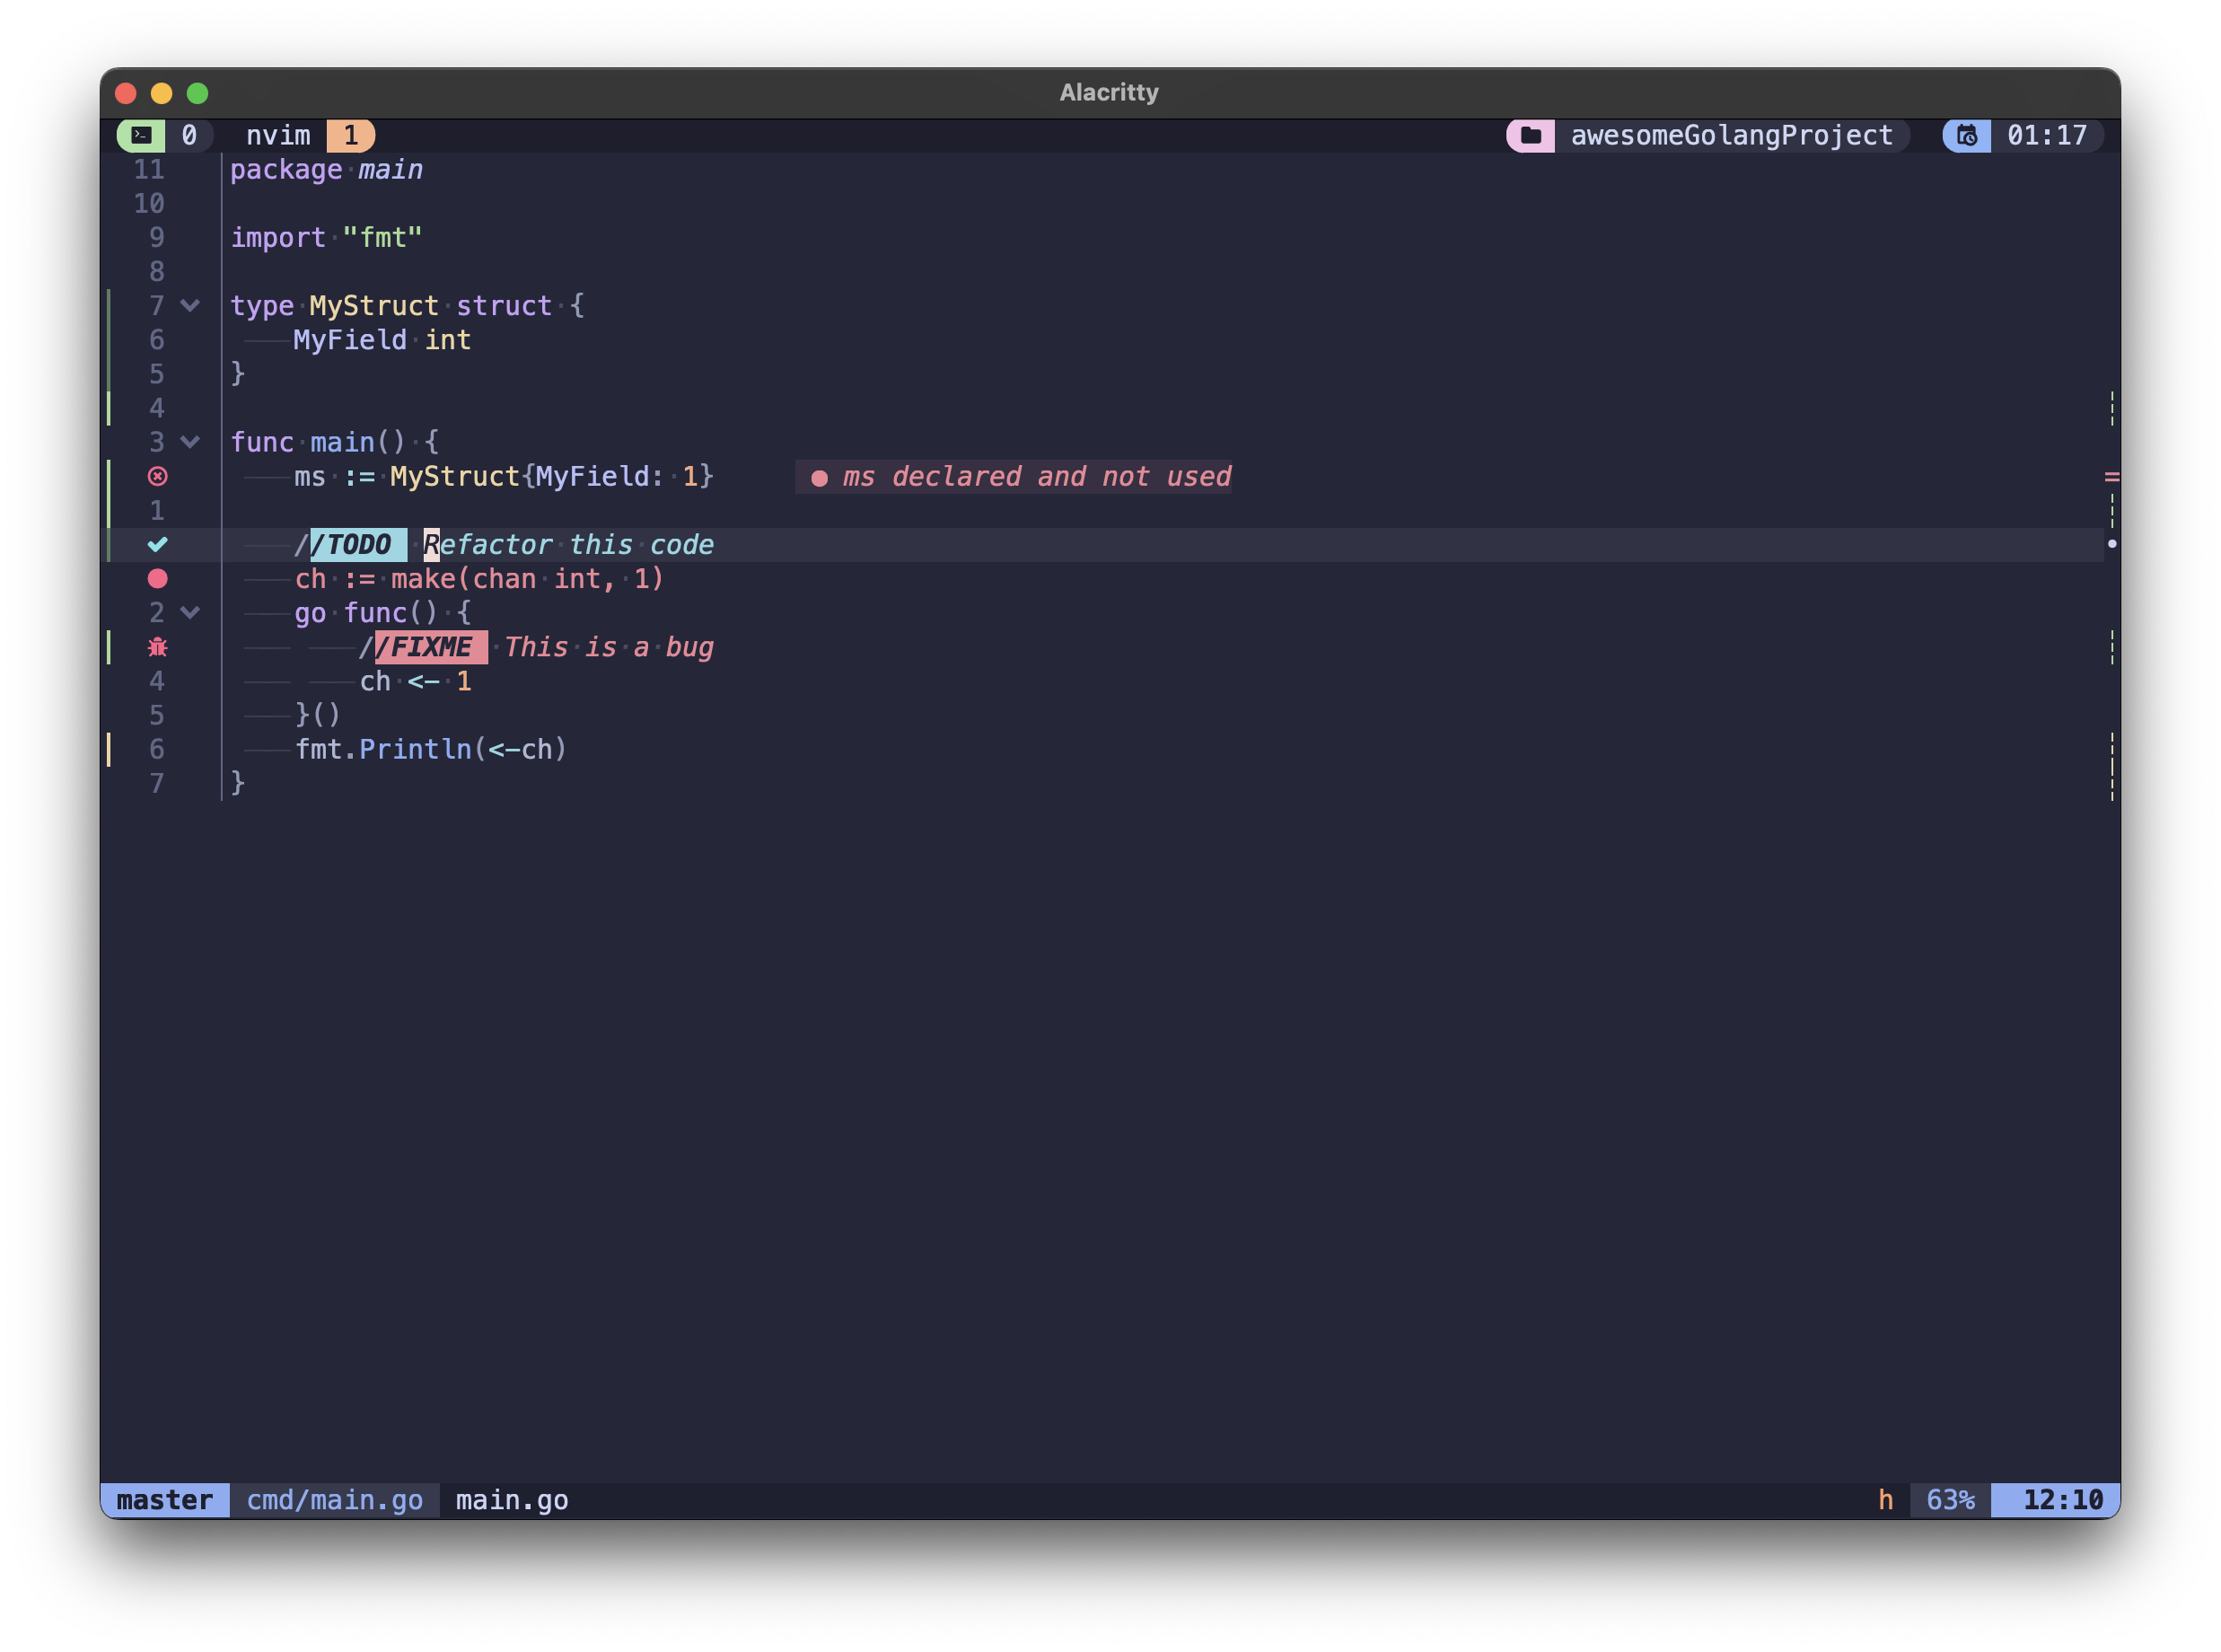 Alacritty
0 nvim 1 awesomeGolangProject 01:17
11 package main
10
9 import "fmt"
8
7 type MyStruct struct {
6 MyField int
5 }
4
3 func main() {
ms := MyStruct{MyField: 1} ms declared and not used
1
//TODO Refactor this code
ch := make(chan int, 1)
2 go func() {
//FIXME This is a bug
4 ch <- 1
5 }()
6 fmt.Println(<-ch)
7 }
master cmd/main.go main.go h 63% 12:10